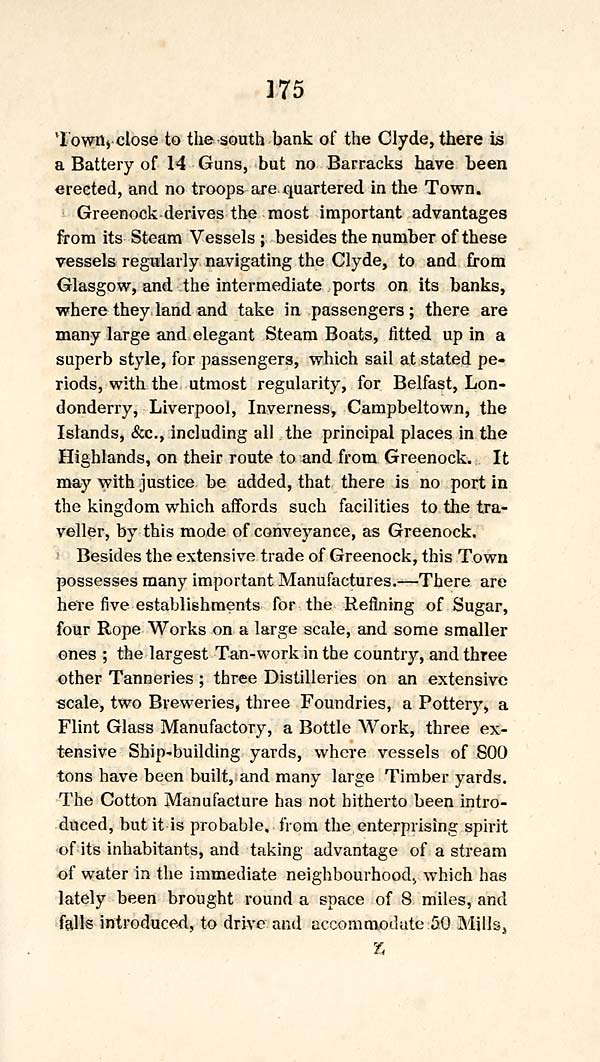 175
Town, close to the south bank of the Clyde, there is
a Battery of 14 Guns, but no Barracks have been
erected, and no troops are quartered in the Town.
Greenock derives the most important advantages
from its Steam Vessels ; besides the number of these
vessels regularly navigating the Clyde, to and from
Glasgow, and the intermediate ports on its banks,
where they land and take in passengers ; there are
many large and elegant Steam Boats, fitted up in a
superb style, for passengers, which sail at stated pe-
riods, with the utmost regularity, for Belfast, Lon-
donderry, Liverpool, Inverness, Campbeltown, the
Islands, &c., including all the principal places in the
Highlands, on their route to and from Greenock. It
may with justice be added, that there is no port in
the kingdom which affords such facilities to the tra-
veller, by this mode of conveyance, as Greenock.
Besides the extensive trade of Greenock, this Town
possesses many important Manufactures.—There are
here five establishments for the Refining of Sugar,
four Rope Works on a large scale, and some smaller
ones ; the largest Tan-work in the country, and three
other Tanneries ; three Distilleries on an extensive
scale, two Breweries, three Foundries, a Pottery, a
Flint Glass Manufactory, a Bottle Work, three ex-
tensive Ship-building yards, where vessels of 800
tons have been built, and many large Timber yards.
The Cotton Manufacture has not hitherto been intro-
duced, but it is probable, from the enterprising spirit
of its inhabitants, and taking advantage of a stream
of water in the immediate neighbourhood, which has
lately been brought round a space of 8 miles, and
falls introduced, to drive and accommodate 50 Mills,
Z